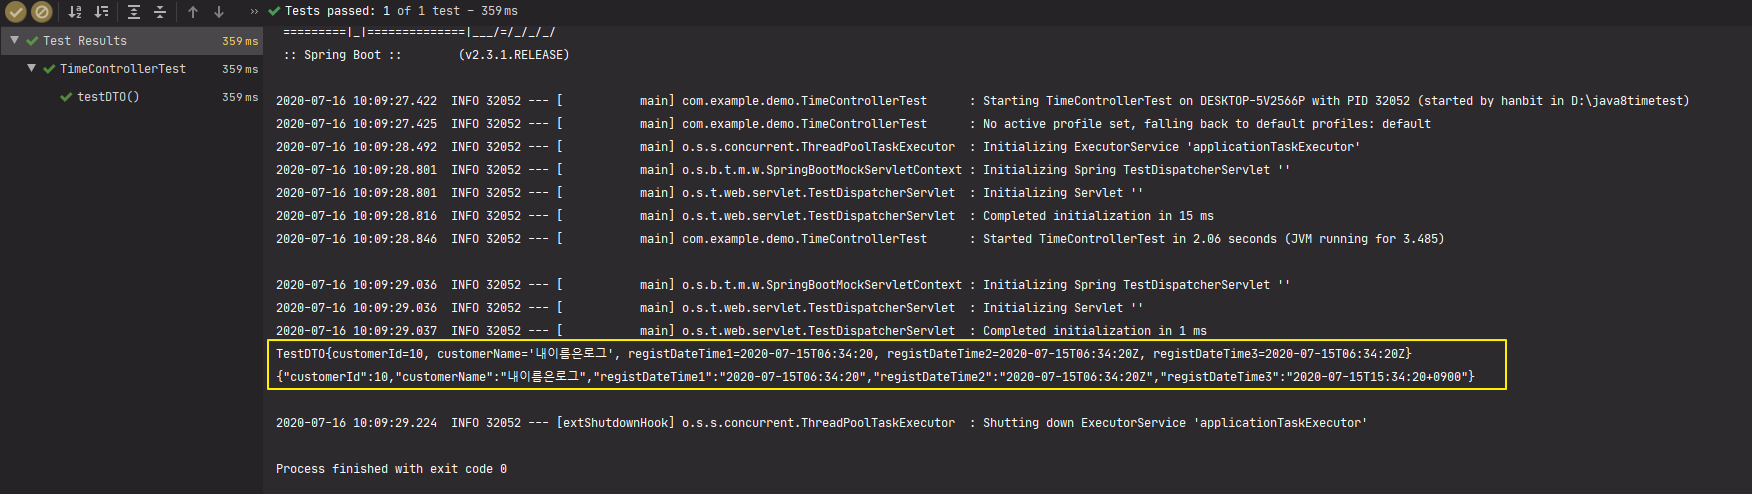 Tests passed: 1 of 1 test – 359 ms
Test Results 359 ms
TimeControllerTest 359 ms
testDTO() 359 ms
=========|_|==============|___/=/_/_/_/
:: Spring Boot ::        (v2.3.1.RELEASE)
2020-07-16 10:09:27.422  INFO 32052 --- [           main] com.example.demo.TimeControllerTest      : Starting TimeControllerTest on DESKTOP-5V2566P with PID 32052 (started by hanbit in D:\java8timetest)
2020-07-16 10:09:27.425  INFO 32052 --- [           main] com.example.demo.TimeControllerTest      : No active profile set, falling back to default profiles: default
2020-07-16 10:09:28.492  INFO 32052 --- [           main] o.s.s.concurrent.ThreadPoolTaskExecutor  : Initializing ExecutorService 'applicationTaskExecutor'
2020-07-16 10:09:28.801  INFO 32052 --- [           main] o.s.b.t.m.w.SpringBootMockServletContext : Initializing Spring TestDispatcherServlet ''
2020-07-16 10:09:28.801  INFO 32052 --- [           main] o.s.t.web.servlet.TestDispatcherServlet  : Initializing Servlet ''
2020-07-16 10:09:28.816  INFO 32052 --- [           main] o.s.t.web.servlet.TestDispatcherServlet  : Completed initialization in 15 ms
2020-07-16 10:09:28.846  INFO 32052 --- [           main] com.example.demo.TimeControllerTest      : Started TimeControllerTest in 2.06 seconds (JVM running for 3.485)
2020-07-16 10:09:29.036  INFO 32052 --- [           main] o.s.b.t.m.w.SpringBootMockServletContext : Initializing Spring TestDispatcherServlet ''
2020-07-16 10:09:29.036  INFO 32052 --- [           main] o.s.t.web.servlet.TestDispatcherServlet  : Initializing Servlet ''
2020-07-16 10:09:29.037  INFO 32052 --- [           main] o.s.t.web.servlet.TestDispatcherServlet  : Completed initialization in 1 ms
TestDTO{customerId=10, customerName='내이름은로그', registDateTime1=2020-07-15T06:34:20, registDateTime2=2020-07-15T06:34:20Z, registDateTime3=2020-07-15T06:34:20Z}
{"customerId":10,"customerName":"내이름은로그","registDateTime1":"2020-07-15T06:34:20","registDateTime2":"2020-07-15T06:34:20Z","registDateTime3":"2020-07-15T15:34:20+0900"}
2020-07-16 10:09:29.224  INFO 32052 --- [extShutdownHook] o.s.s.concurrent.ThreadPoolTaskExecutor  : Shutting down ExecutorService 'applicationTaskExecutor'
Process finished with exit code 0